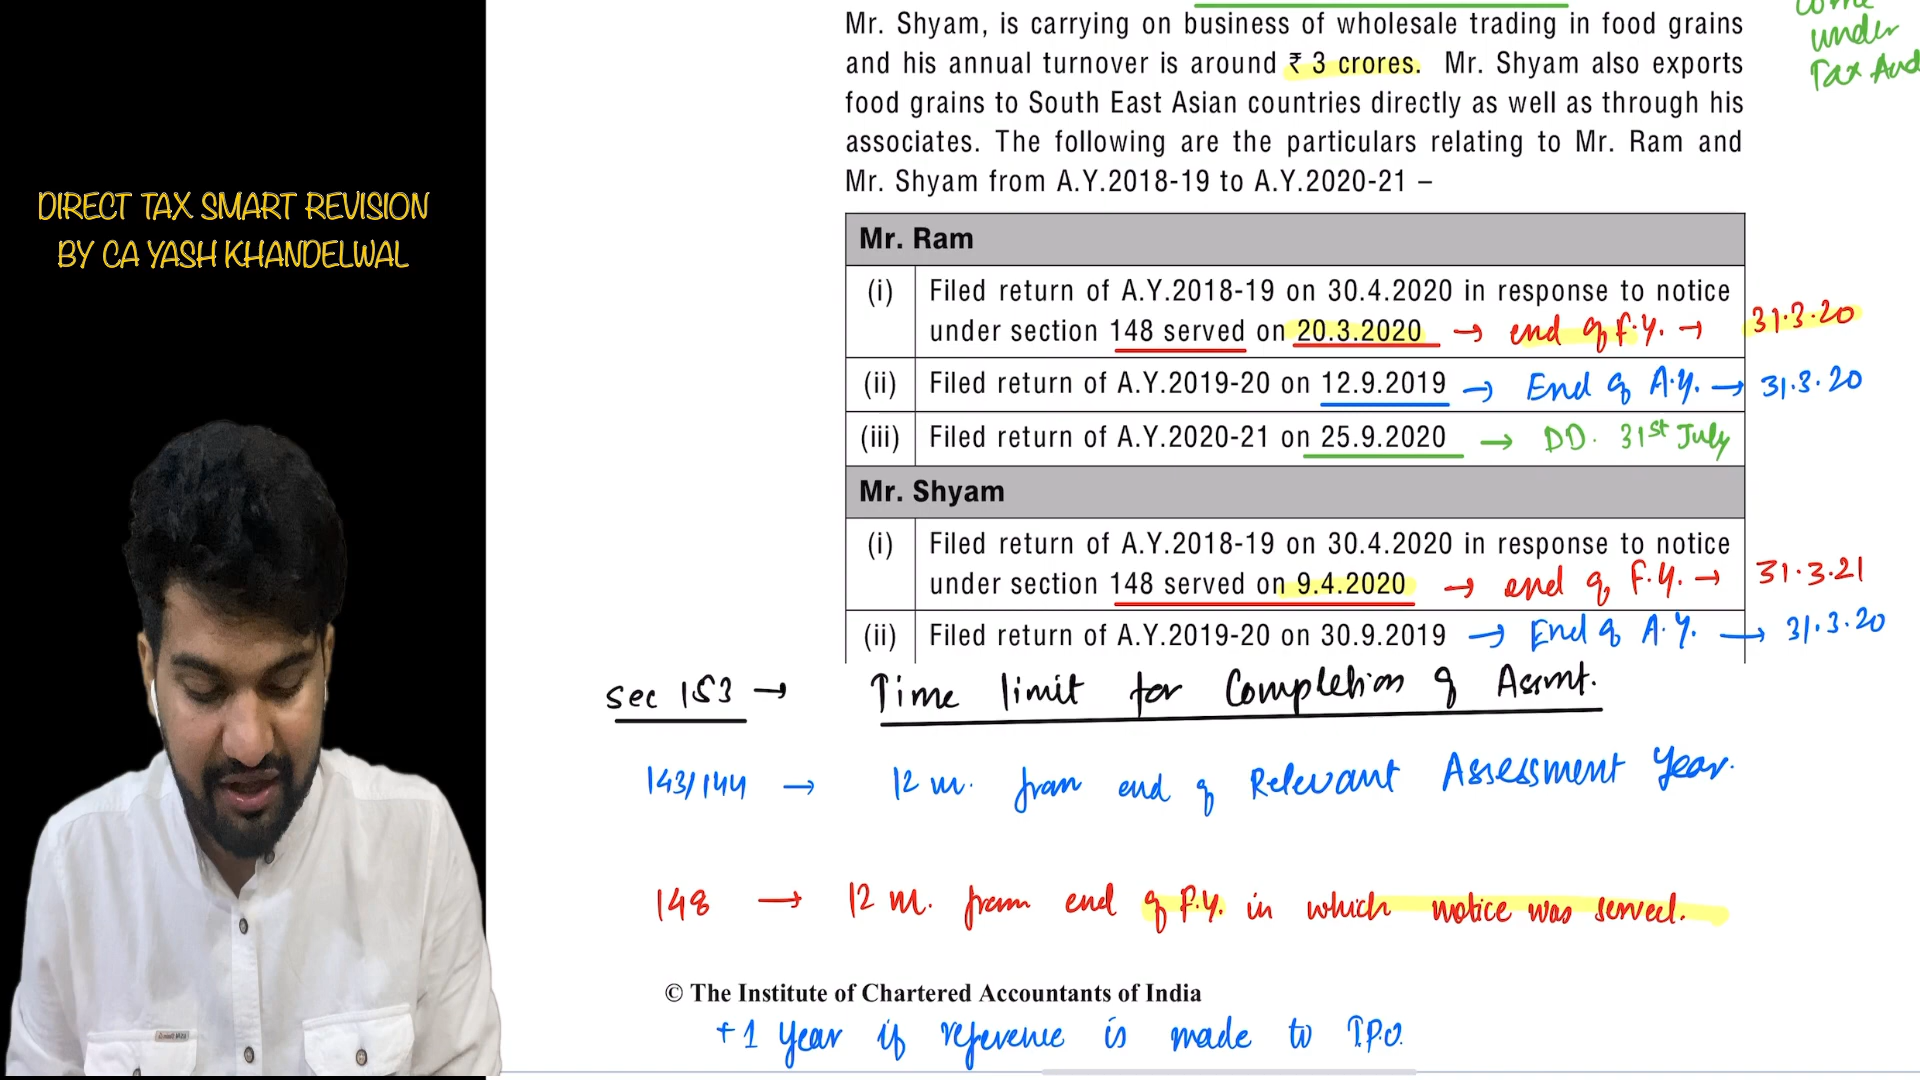 DIRECT TAX SMART REVISION
BY CA YASH KHANDELWAL
come
under
Tax Aud
Mr. Shyam, is carrying on business of wholesale trading in food grains
and his annual turnover is around ₹ 3 crores. Mr. Shyam also exports
food grains to South East Asian countries directly as well as through his
associates. The following are the particulars relating to Mr. Ram and
Mr. Shyam from A.Y.2018-19 to A.Y.2020-21 –
Mr. Ram
(i) Filed return of A.Y.2018-19 on 30.4.2020 in response to notice
under section 148 served on 20.3.2020 → end of F.Y. → 31.3.20
(ii) Filed return of A.Y.2019-20 on 12.9.2019 → End of A.Y. → 31.3.20
(iii) Filed return of A.Y.2020-21 on 25.9.2020 → DD. 31st July
Mr. Shyam
(i) Filed return of A.Y.2018-19 on 30.4.2020 in response to notice
under section 148 served on 9.4.2020 → end of F.Y. → 31.3.21
(ii) Filed return of A.Y.2019-20 on 30.9.2019 → End of A.Y. → 31.3.20
Sec 153 → Time limit for Completion of Assmt.
143/144 → 12 m. from end of Relevant Assessment Year.
148 → 12 m. from end of F.Y. in which notice was served.
© The Institute of Chartered Accountants of India
+1 Year if reference is made to T.P.O.